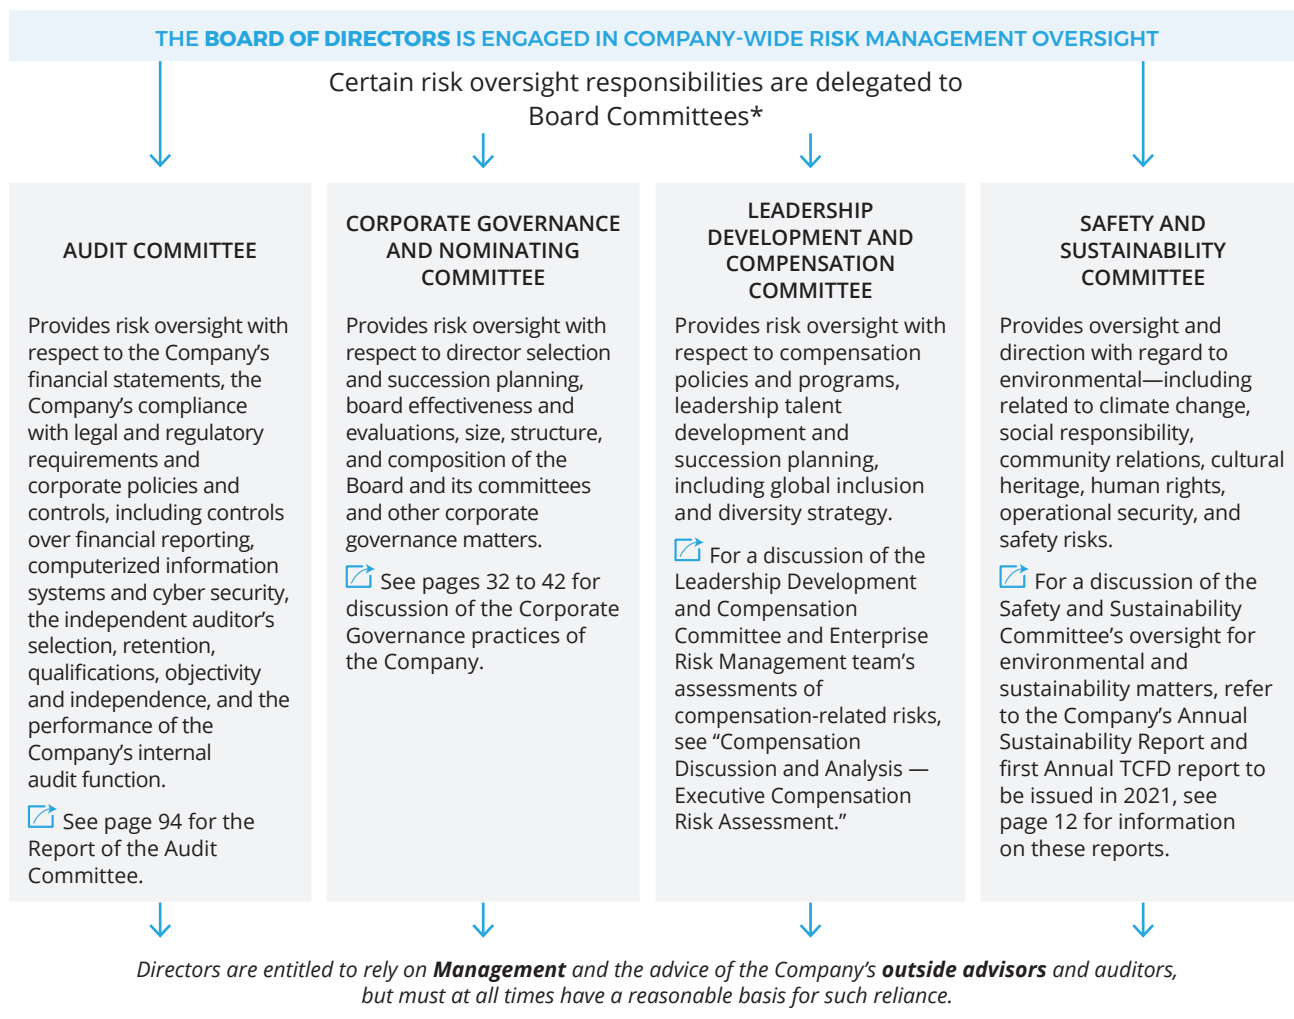 THE BOARD OF DIRECTORS IS ENGAGED IN COMPANY-WIDE RISK MANAGEMENT OVERSIGHT
Certain risk oversight responsibilities are delegated to
Board Committees*
AUDIT COMMITTEE
Provides risk oversight with
respect to the Company’s
financial statements, the
Company’s compliance
with legal and regulatory
requirements and
corporate policies and
controls, including controls
over financial reporting,
computerized information
systems and cyber security,
the independent auditor’s
selection, retention,
qualifications, objectivity
and independence, and the
performance of the
Company’s internal
audit function.
See page 94 for the
Report of the Audit
Committee.
CORPORATE GOVERNANCE
AND NOMINATING
COMMITTEE
Provides risk oversight with
respect to director selection
and succession planning,
board effectiveness and
evaluations, size, structure,
and composition of the
Board and its committees
and other corporate
governance matters.
See pages 32 to 42 for
discussion of the Corporate
Governance practices of
the Company.
LEADERSHIP
DEVELOPMENT AND
COMPENSATION
COMMITTEE
Provides risk oversight with
respect to compensation
policies and programs,
leadership talent
development and
succession planning,
including global inclusion
and diversity strategy.
For a discussion of the
Leadership Development
and Compensation
Committee and Enterprise
Risk Management team’s
assessments of
compensation-related risks,
see “Compensation
Discussion and Analysis —
Executive Compensation
Risk Assessment.”
SAFETY AND
SUSTAINABILITY
COMMITTEE
Provides oversight and
direction with regard to
environmental—including
related to climate change,
social responsibility,
community relations, cultural
heritage, human rights,
operational security, and
safety risks.
For a discussion of the
Safety and Sustainability
Committee’s oversight for
environmental and
sustainability matters, refer
to the Company’s Annual
Sustainability Report and
first Annual TCFD report to
be issued in 2021, see
page 12 for information
on these reports.
Directors are entitled to rely on Management and the advice of the Company’s outside advisors and auditors,
but must at all times have a reasonable basis for such reliance.